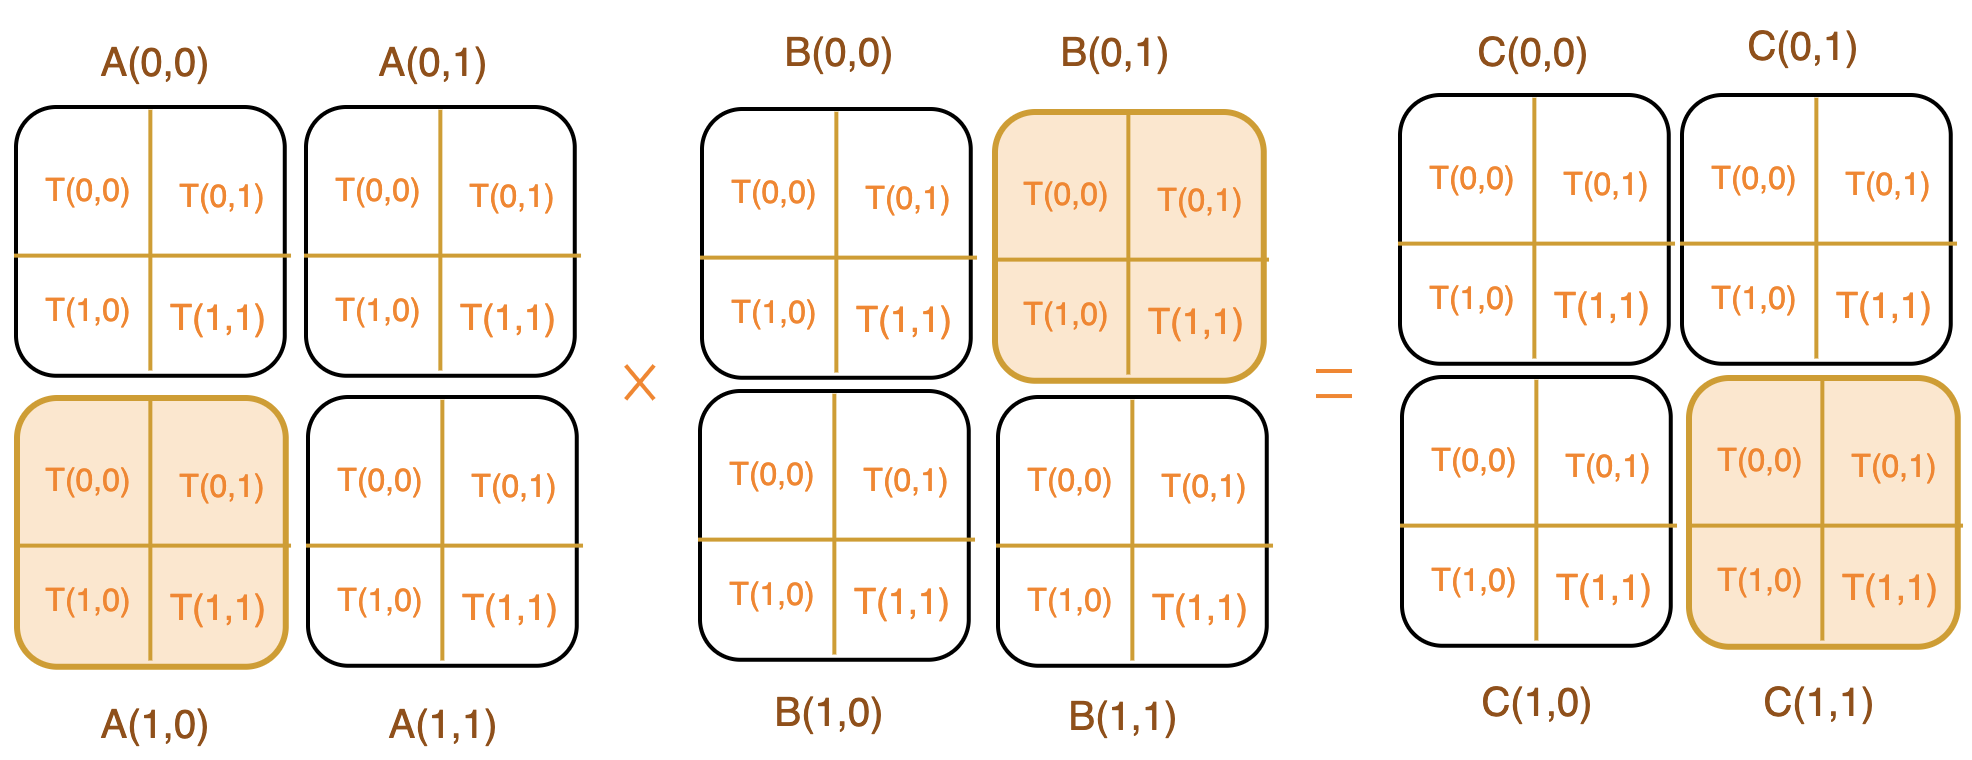 A(0,0) A(0,1) B(0,0) B(0,1) C(0,0) C(0,1)
T(0,0) T(0,1) T(0,0) T(0,1) T(0,0) T(0,1) T(0,0) T(0,1) T(0,0) T(0,1) T(0,0) T(0,1)
T(1,0) T(1,1) T(1,0) T(1,1) T(1,0) T(1,1) T(1,0) T(1,1) T(1,0) T(1,1) T(1,0) T(1,1)
× =
T(0,0) T(0,1) T(0,0) T(0,1) T(0,0) T(0,1) T(0,0) T(0,1) T(0,0) T(0,1) T(0,0) T(0,1)
T(1,0) T(1,1) T(1,0) T(1,1) T(1,0) T(1,1) T(1,0) T(1,1) T(1,0) T(1,1) T(1,0) T(1,1)
A(1,0) A(1,1) B(1,0) B(1,1) C(1,0) C(1,1)